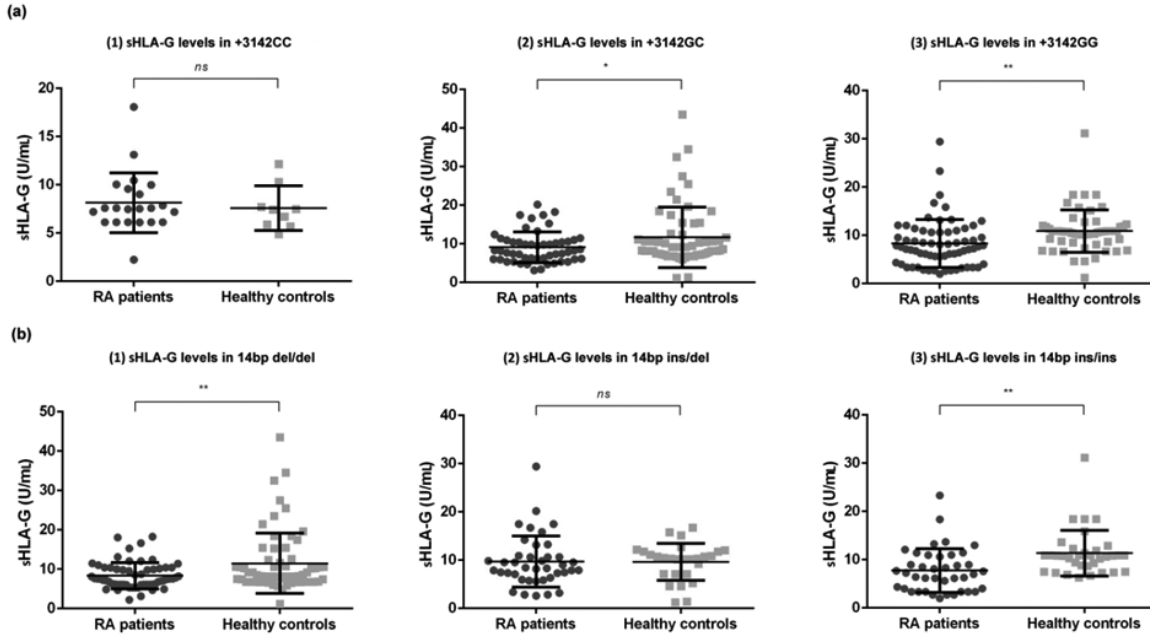 (a)
(1) sHLA-G levels in +3142CC
ns
sHLA-G (U/mL)
20
15
10
5
0
RA patients Healthy controls
(2) sHLA-G levels in +3142GC
*
sHLA-G (U/mL)
50
40
30
20
10
0
RA patients Healthy controls
(3) sHLA-G levels in +3142GG
**
sHLA-G (U/mL)
40
30
20
10
0
RA patients Healthy controls
(b)
(1) sHLA-G levels in 14bp del/del
**
sHLA-G (U/mL)
50
40
30
20
10
0
RA patients Healthy controls
(2) sHLA-G levels in 14bp ins/del
ns
sHLA-G (U/mL)
40
30
20
10
0
RA patients Healthy controls
(3) sHLA-G levels in 14bp ins/ins
**
sHLA-G (U/mL)
40
30
20
10
0
RA patients Healthy controls